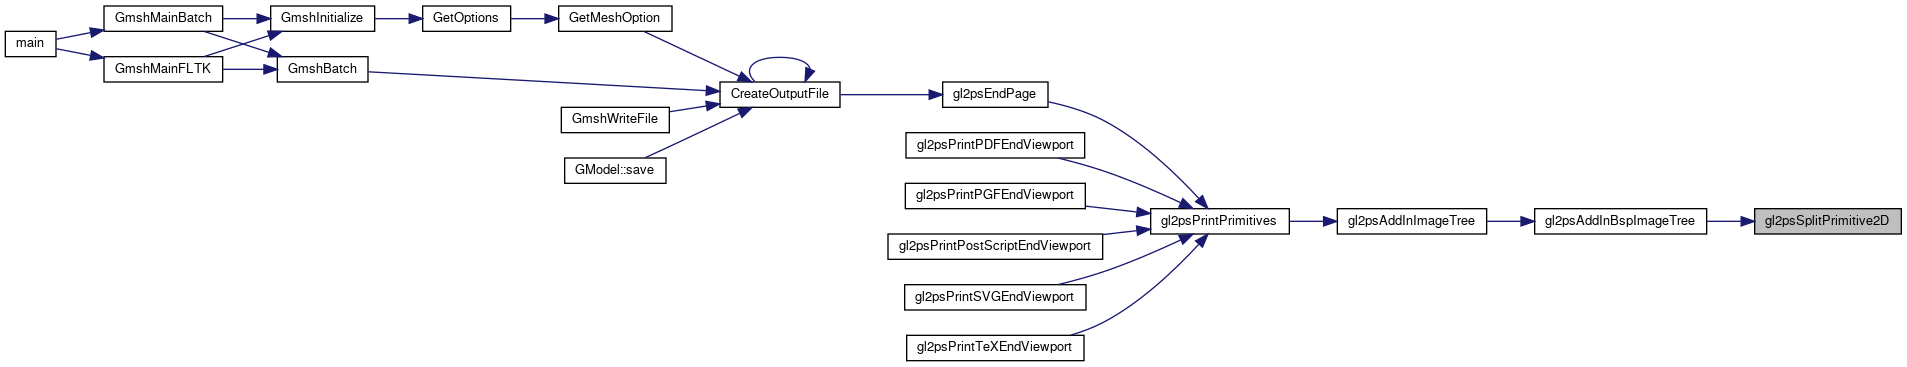 main
GmshMainBatch
GmshMainFLTK
GmshInitialize
GmshBatch
GetOptions
GetMeshOption
GmshWriteFile
GModel::save
CreateOutputFile
gl2psEndPage
gl2psPrintPDFEndViewport
gl2psPrintPGFEndViewport
gl2psPrintPostScriptEndViewport
gl2psPrintSVGEndViewport
gl2psPrintTeXEndViewport
gl2psPrintPrimitives
gl2psAddInImageTree
gl2psAddInBspImageTree
gl2psSplitPrimitive2D